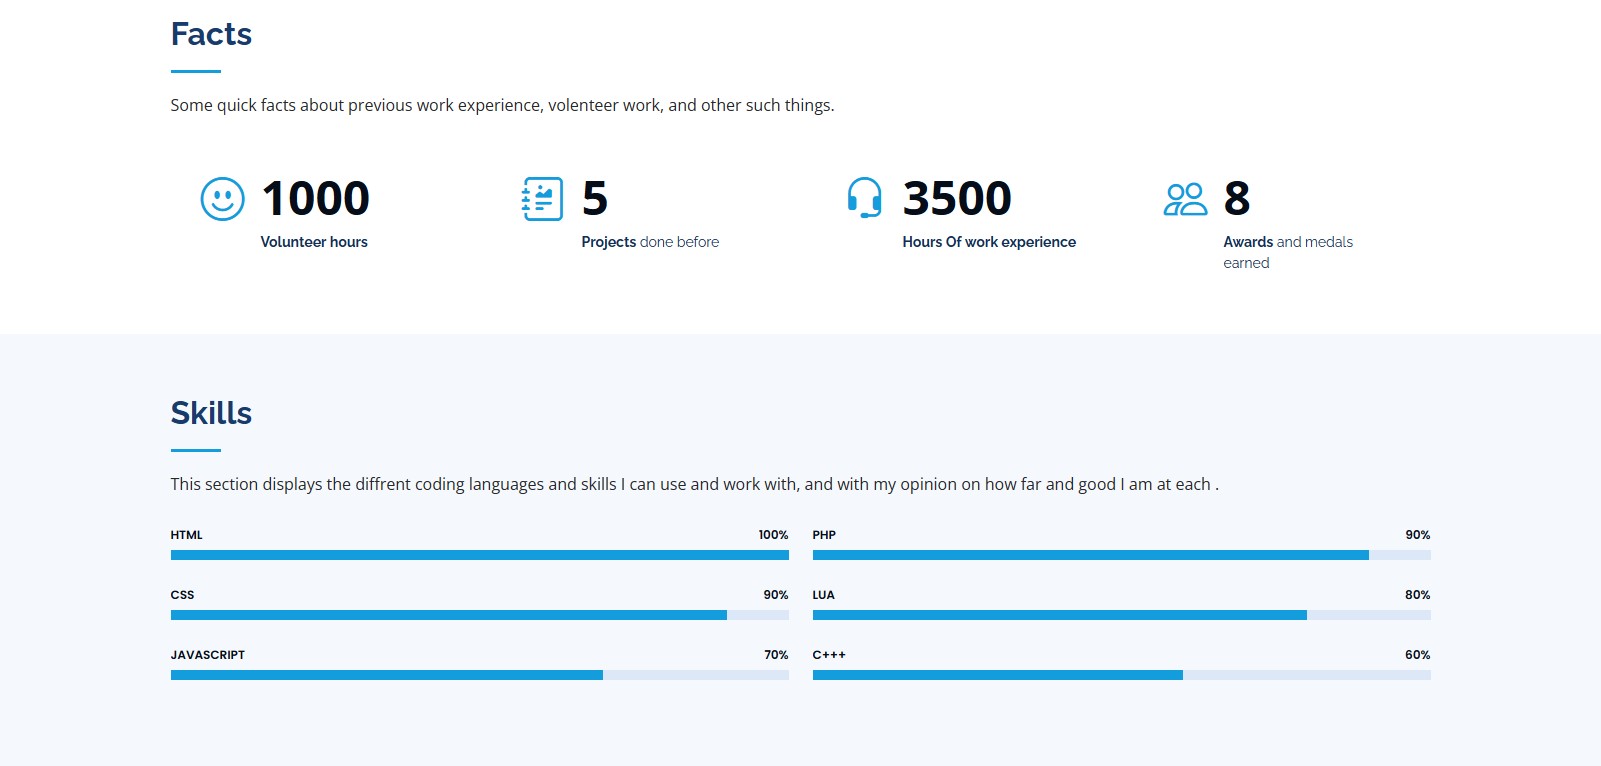 Facts
Some quick facts about previous work experience, volenteer work, and other such things.
1000
Volunteer hours
5
Projects done before
3500
Hours Of work experience
8
Awards and medals
earned
Skills
This section displays the diffrent coding languages and skills I can use and work with, and with my opinion on how far and good I am at each .
HTML 100%
PHP 90%
CSS 90%
LUA 80%
JAVASCRIPT 70%
C+++ 60%